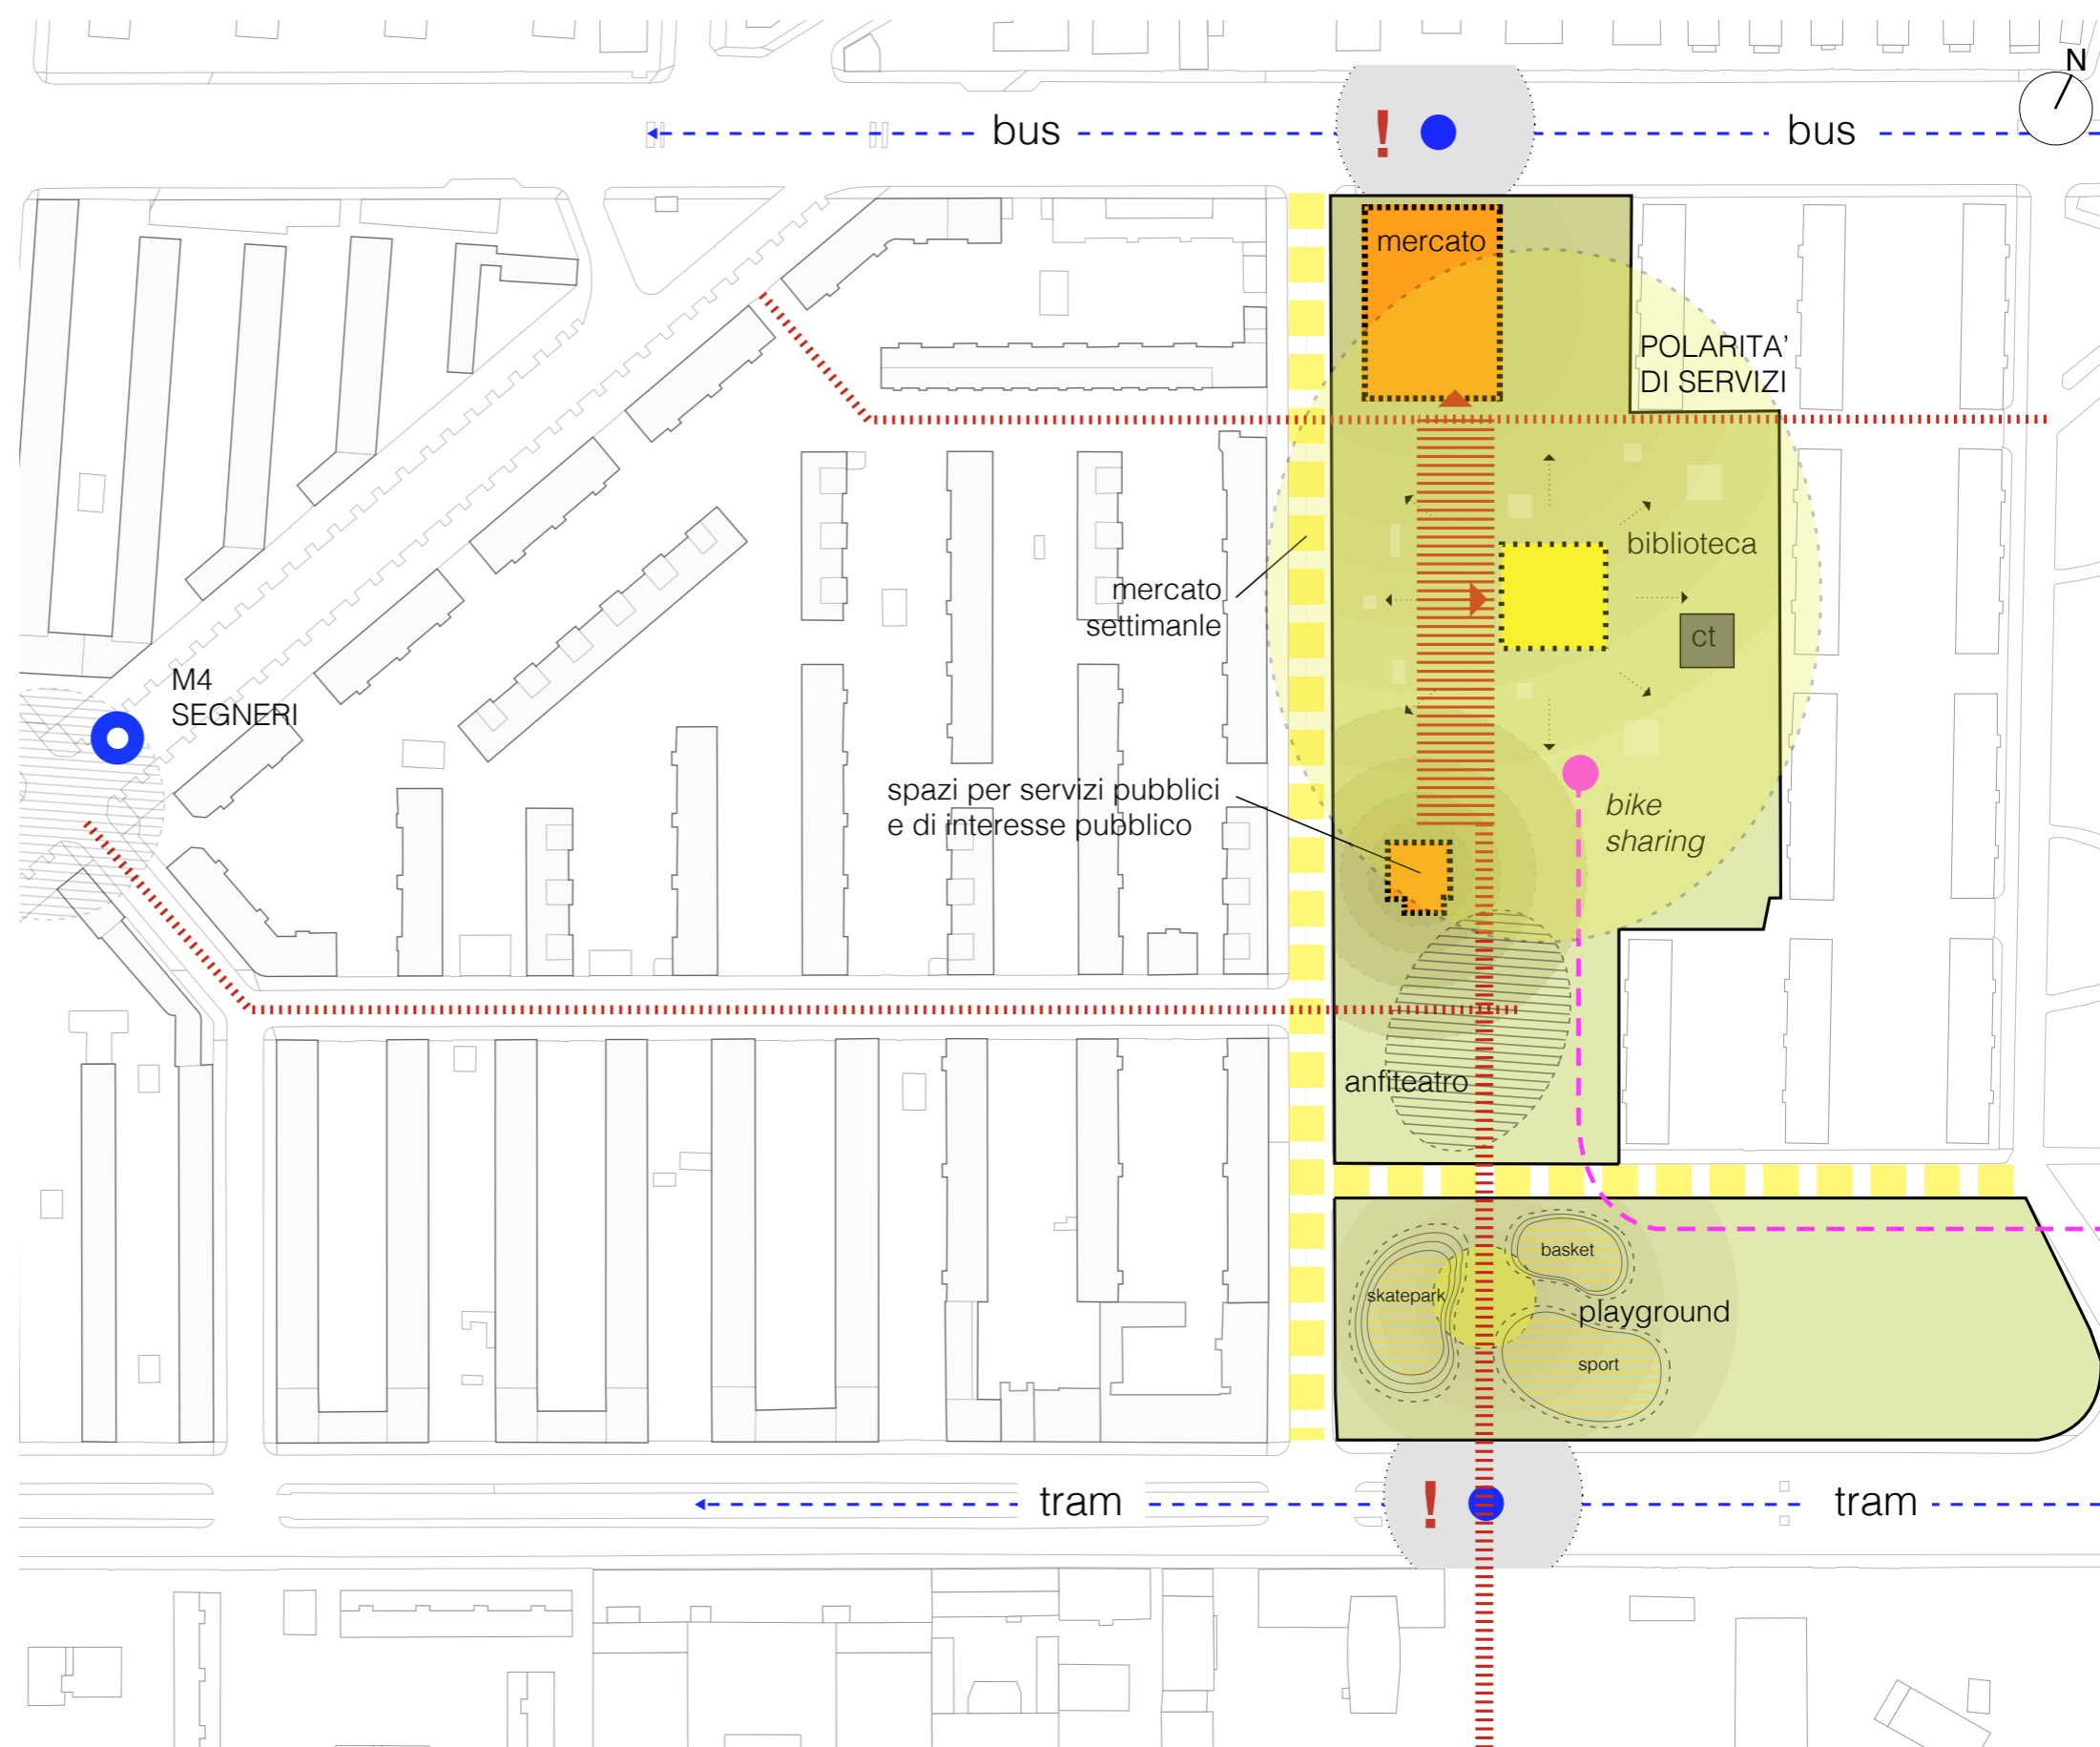 N
bus
bus
mercato
POLARITA'
DI SERVIZI
biblioteca
mercato
settimanle
ct
M4
SEGNERI
spazi per servizi pubblici
e di interesse pubblico
bike
sharing
anfiteatro
basket
skatepark
playground
sport
tram
tram
!
!